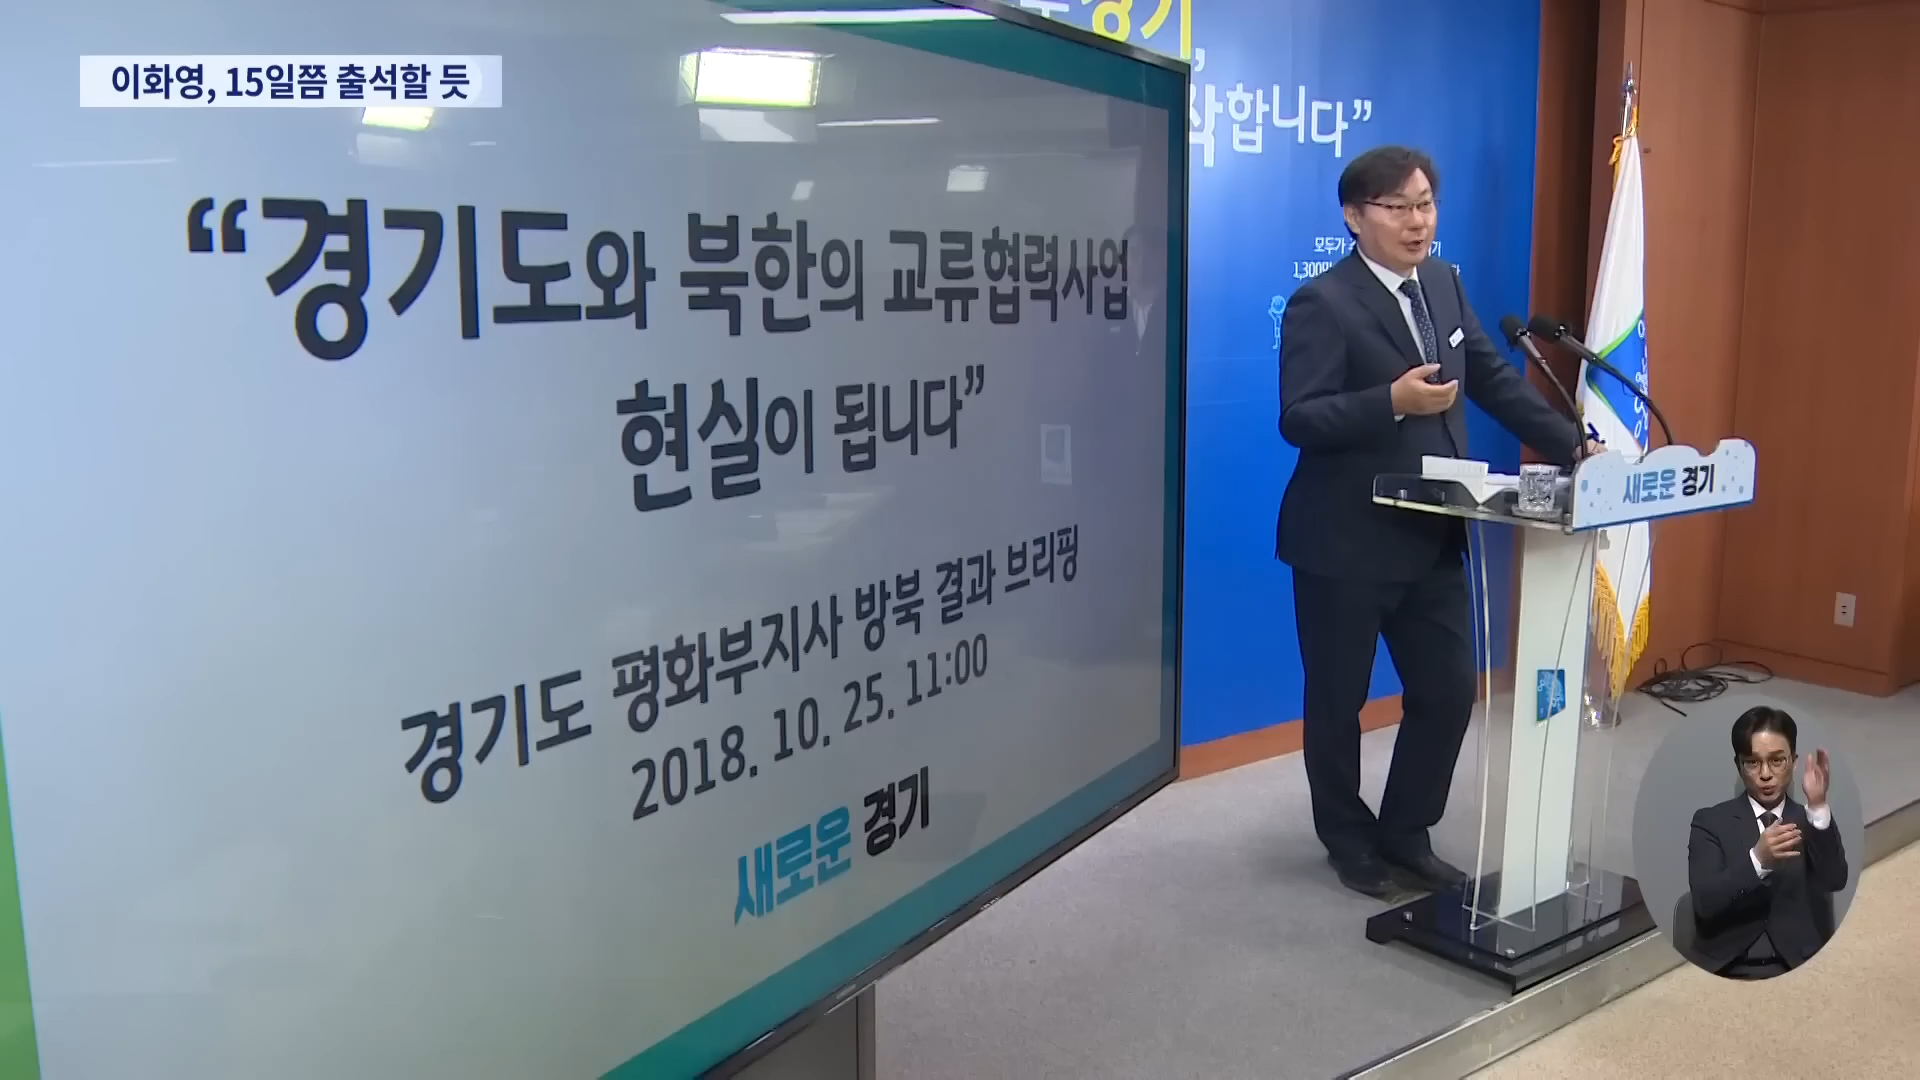 이화영, 15일쯤 출석할 듯
“경기도와 북한의 교류협력사업
현실이 됩니다”
경기도 평화부지사 방북 결과 브리핑
2018. 10. 25. 11:00
새로운 경기
경기,
합니다”
모두가
새로운 경기